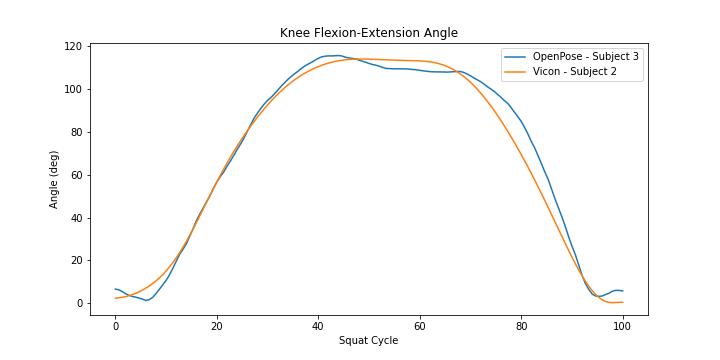 Knee Flexion-Extension Angle
OpenPose - Subject 3
Vicon - Subject 2
Angle (deg)
120
100
80
60
40
20
0
0 20 40 60 80 100
Squat Cycle